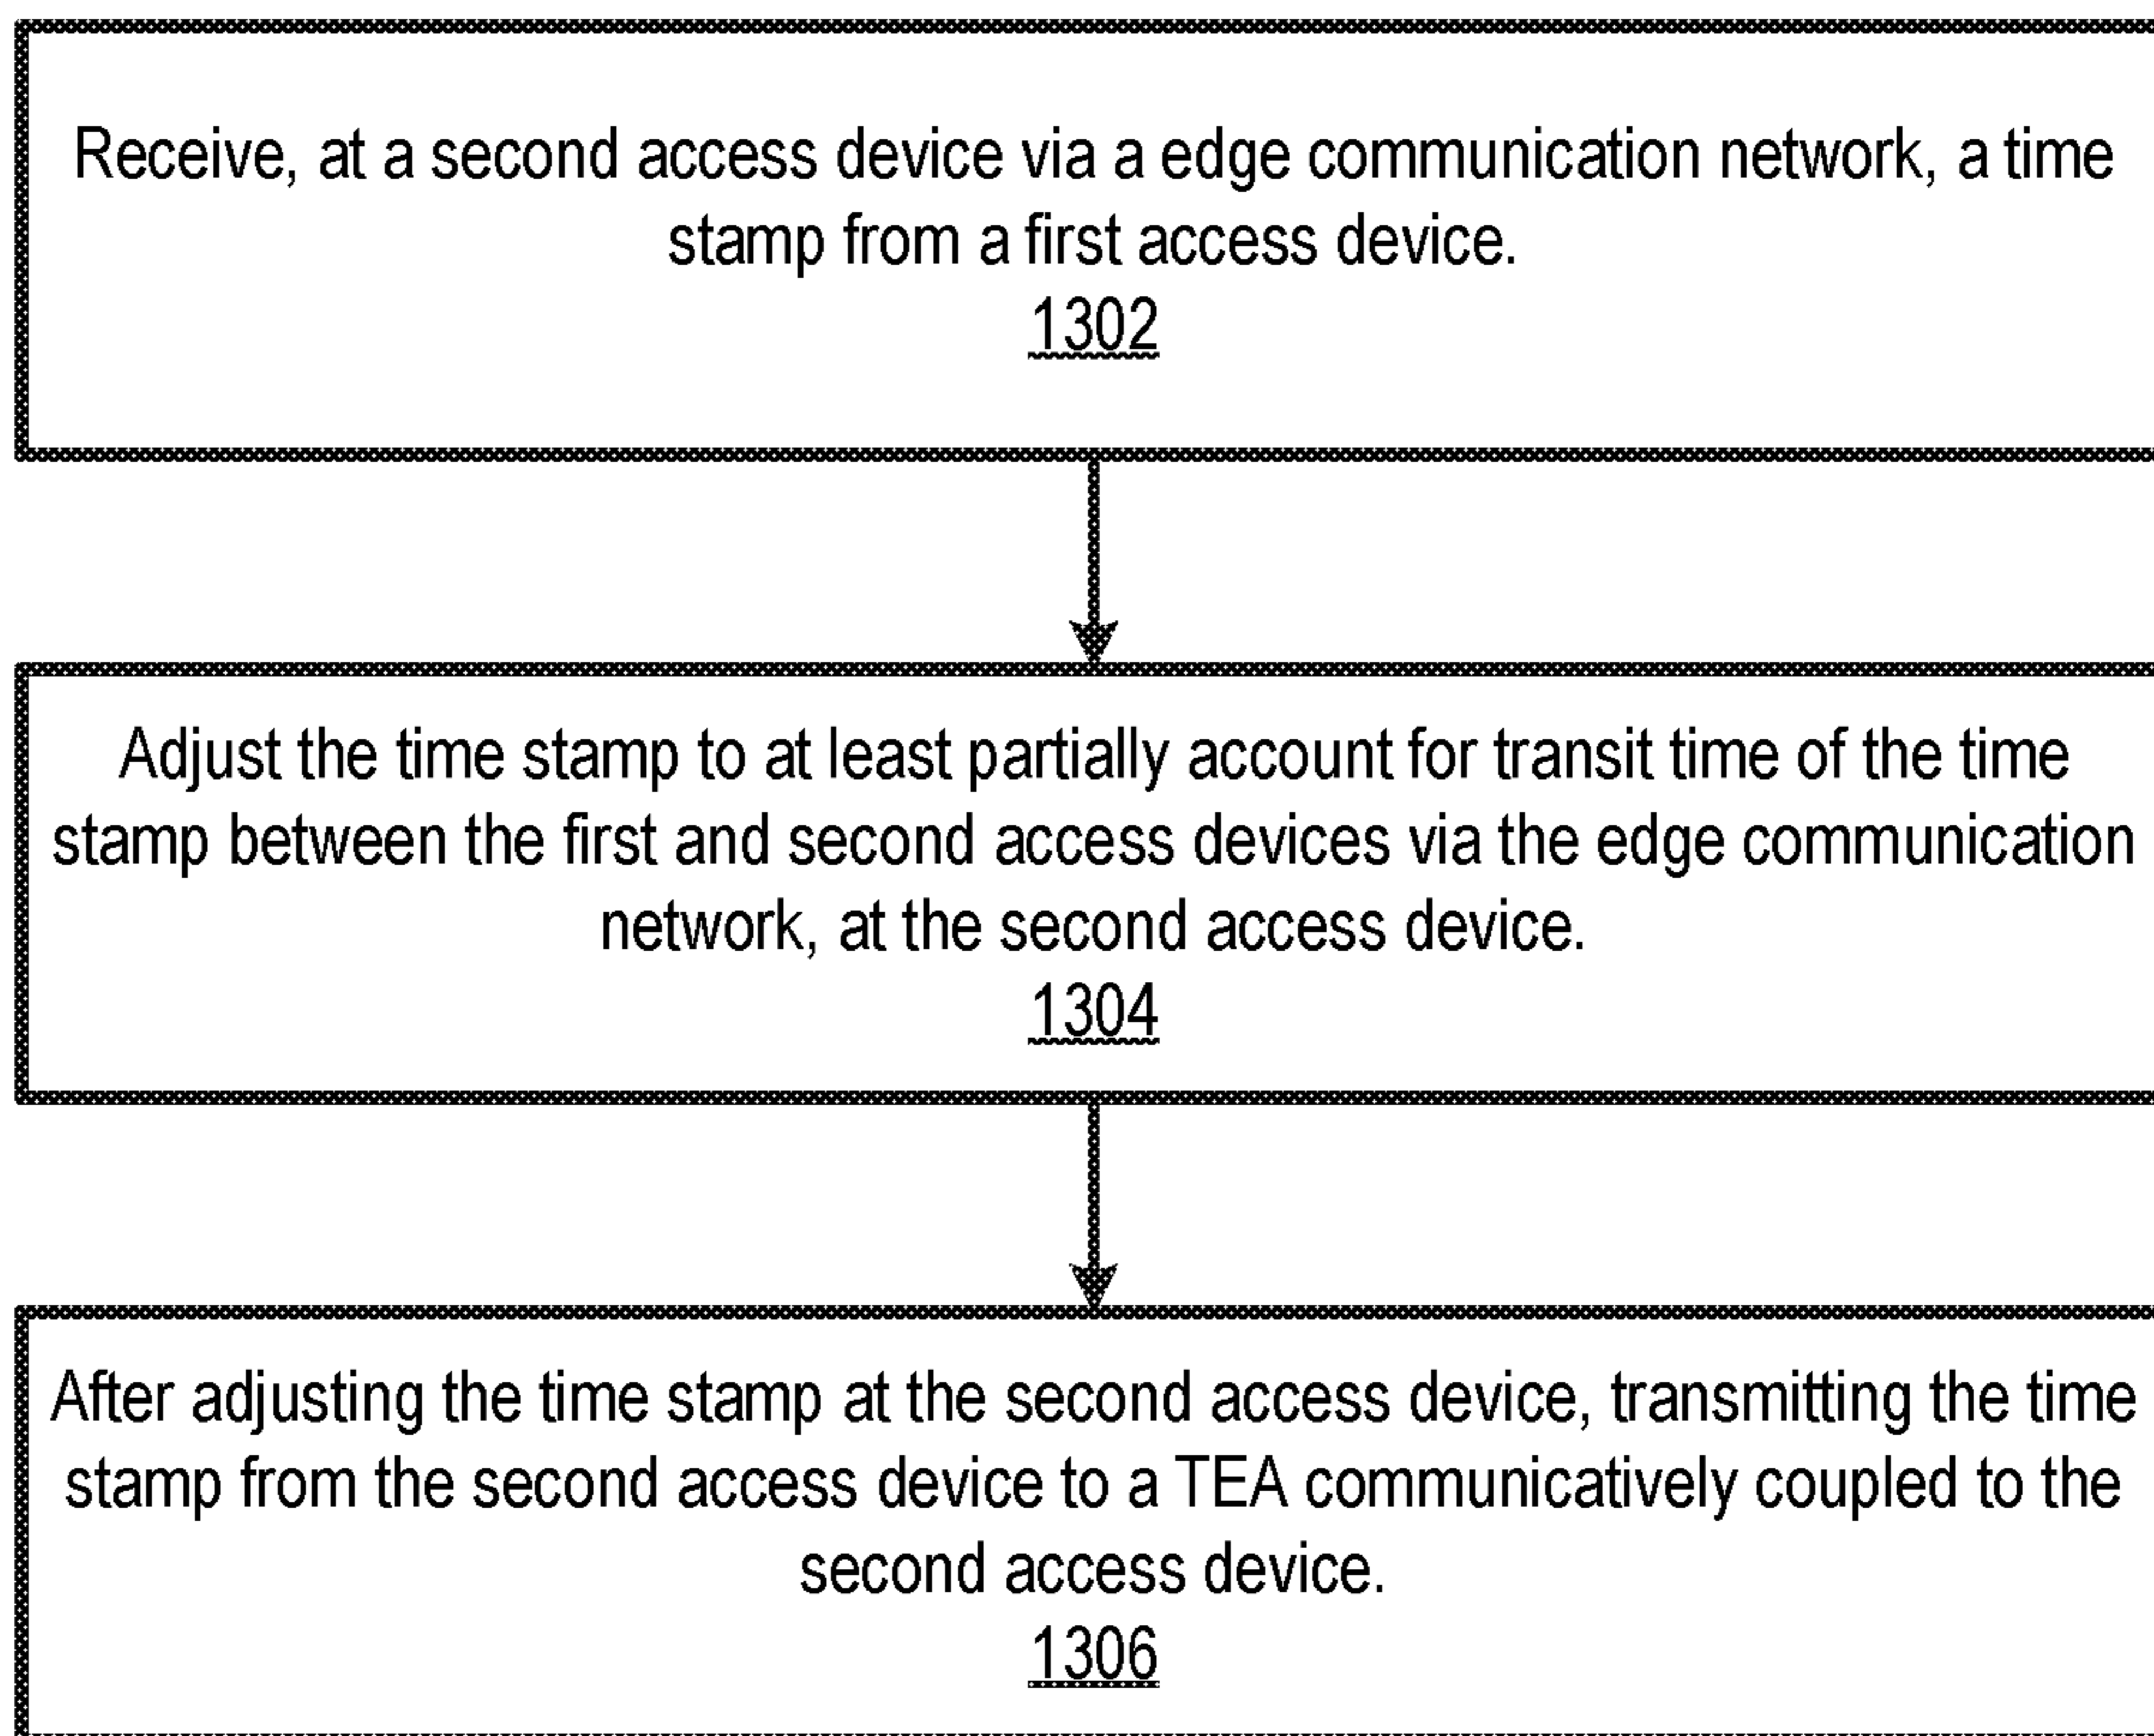 Receive, at a second access device via a edge communication network, a time
stamp from a first access device.
1302
Adjust the time stamp to at least partially account for transit time of the time
stamp between the first and second access devices via the edge communication
network, at the second access device.
1304
After adjusting the time stamp at the second access device, transmitting the time
stamp from the second access device to a TEA communicatively coupled to the
second access device.
1306